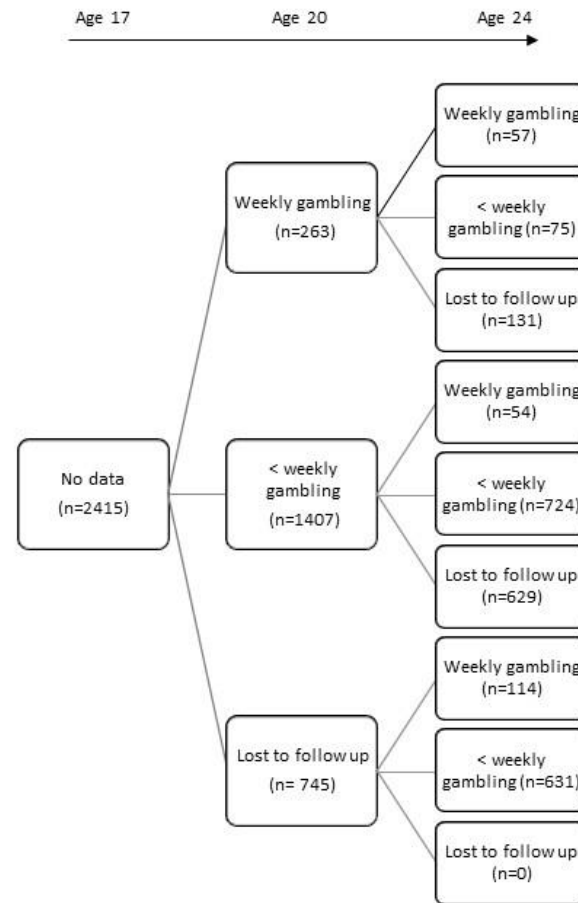 Age 17 Age 20 Age 24
Weekly gambling
(n=57)
Weekly gambling
(n=263)
< weekly
gambling (n=75)
Lost to follow up
(n=131)
No data
(n=2415)
< weekly
gambling
(n=1407)
Weekly gambling
(n=54)
< weekly
gambling (n=724)
Lost to follow up
(n=629)
Lost to follow up
(n= 745)
Weekly gambling
(n=114)
< weekly
gambling (n=631)
Lost to follow up
(n=0)